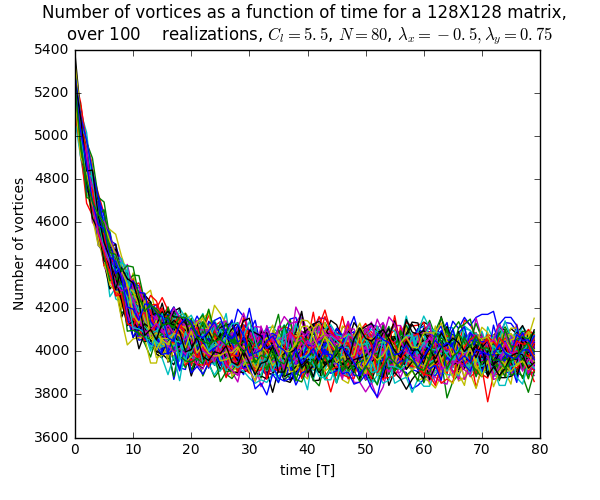 Number of vortices as a function of time for a 128X128 matrix,
over 100 realizations, $C_l = 5.5$, $N = 80$, $\lambda_x = -0.5, \lambda_y = 0.75$
5400
5200
5000
4800
4600
4400
4200
4000
3800
3600
Number of vortices
0 10 20 30 40 50 60 70 80
time [T]